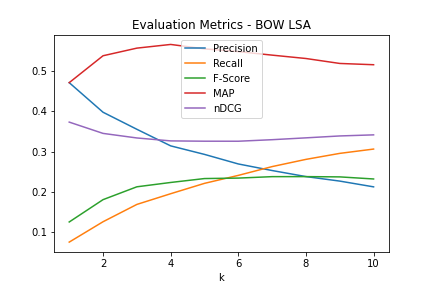 Evaluation Metrics - BOW LSA
Precision
Recall
F-Score
MAP
nDCG
0.5
0.4
0.3
0.2
0.1
2 4 6 8 10
k